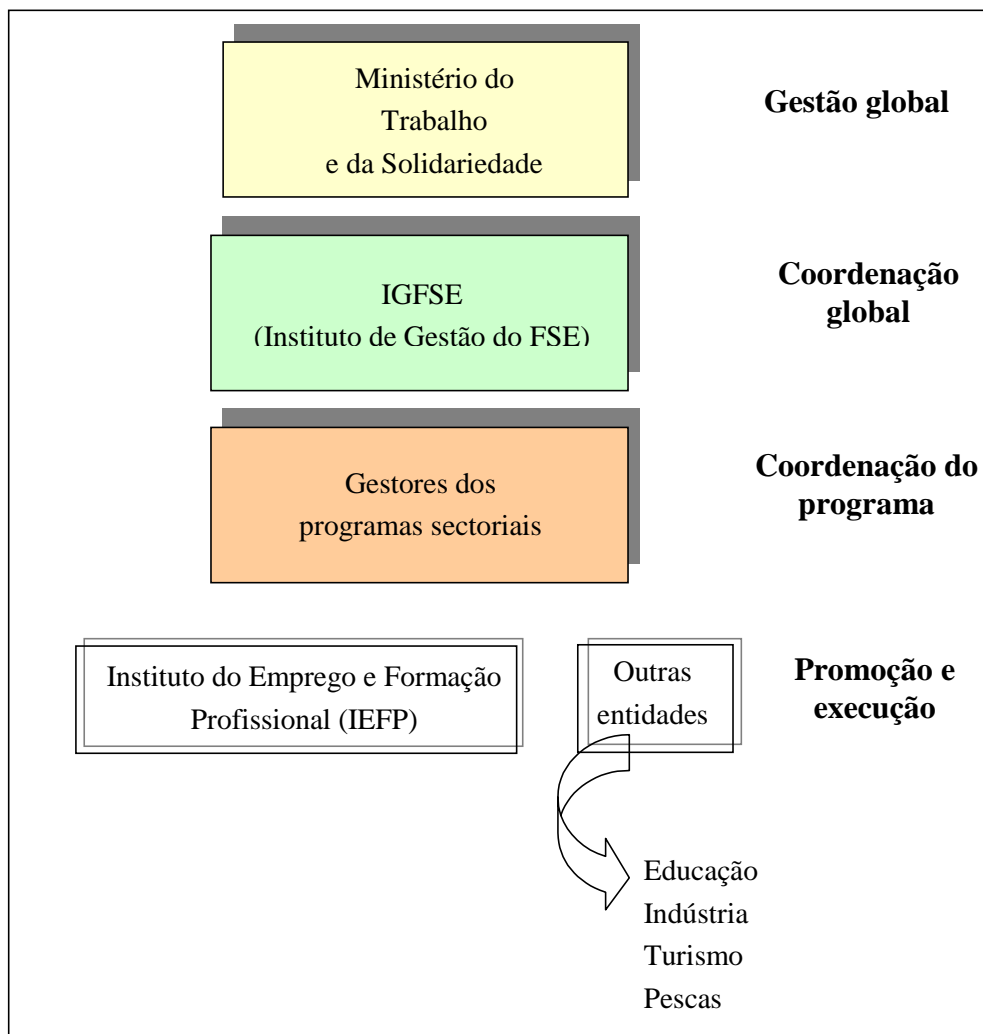 Ministério do
Trabalho
e da Solidariedade
Gestão global
IGFSE
(Instituto de Gestão do FSE)
Coordenação
global
Gestores dos
programas sectoriais
Coordenação do
programa
Instituto do Emprego e Formação
Profissional (IEFP)
Outras
entidades
Promoção e
execução
Educação
Indústria
Turismo
Pescas